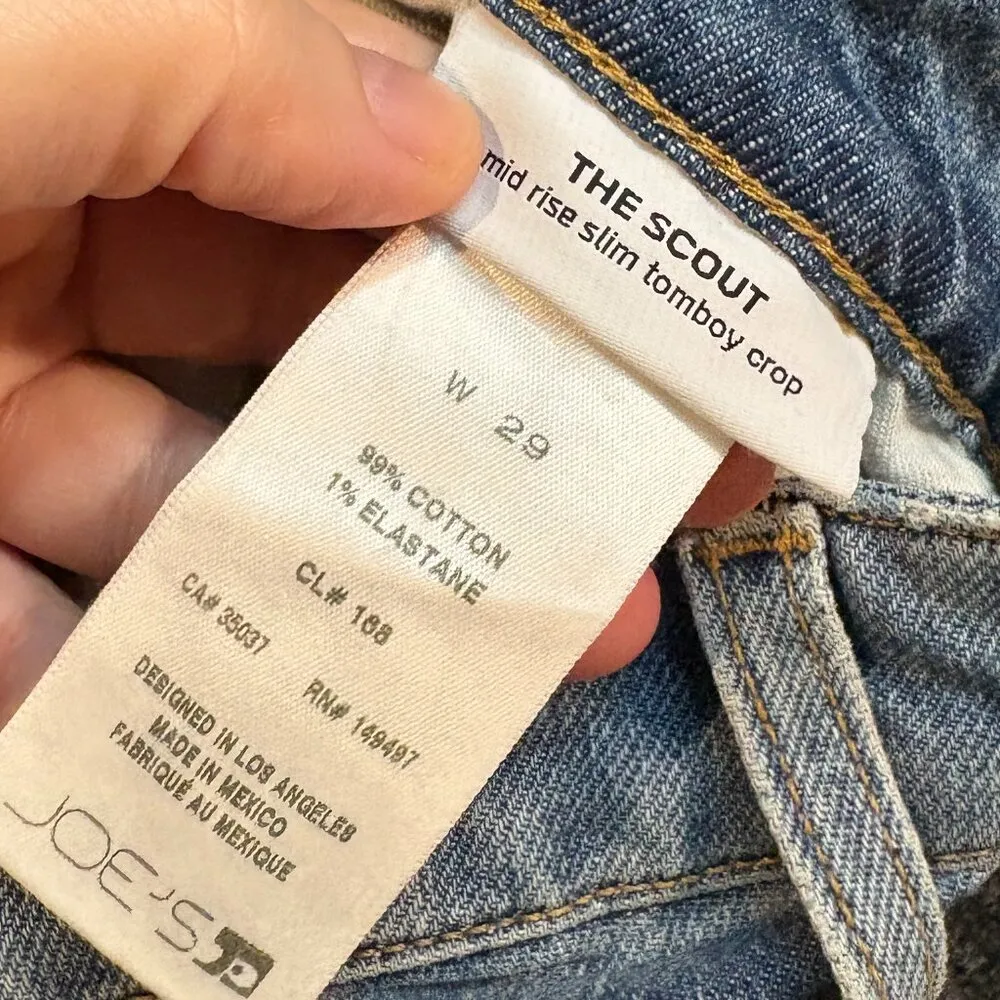 THE SCOUT
mid rise slim tomboy crop
W 29
99% COTTON
1% ELASTANE
CL# 168
CA# 35037
RN# 149497
DESIGNED IN LOS ANGELES
MADE IN MEXICO
FABRIQUÉ AU MEXIQUE
JOE'S